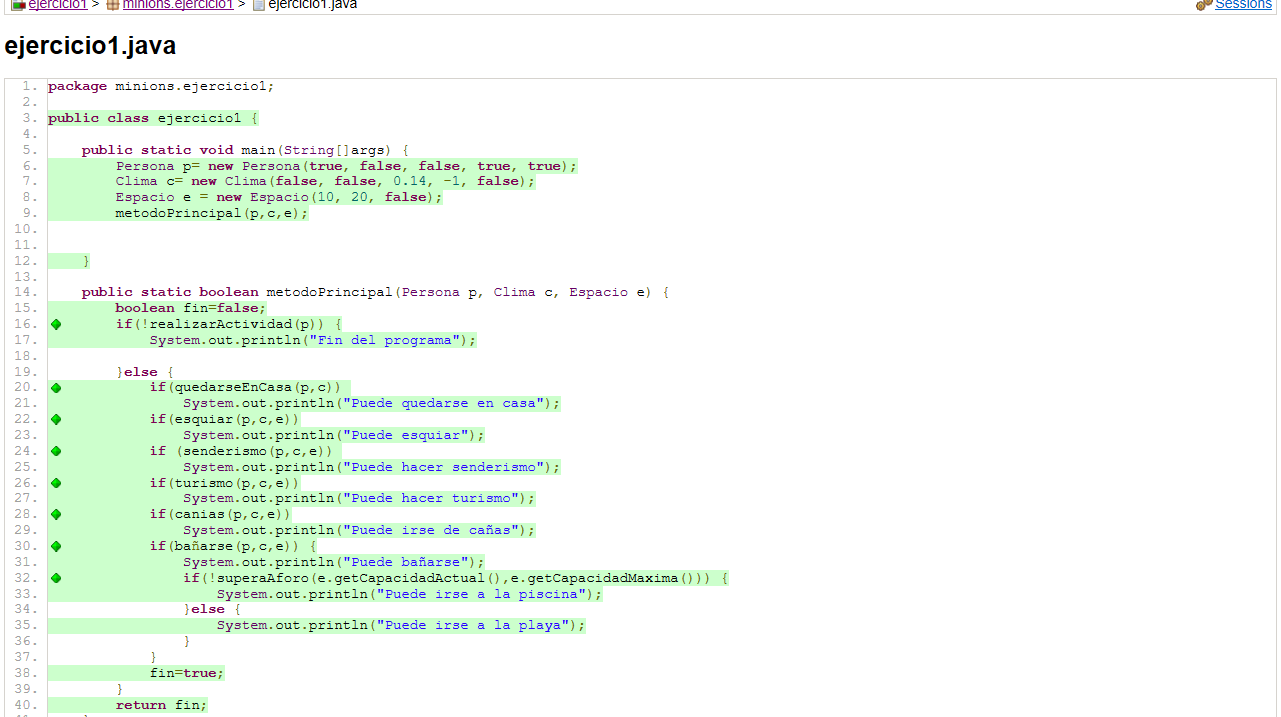 ejercicio1 > minions.ejercicio1 > ejercicio1.java Sessions
ejercicio1.java
1. package minions.ejercicio1;
2.
3. public class ejercicio1 {
4.
5.     public static void main(String[]args) {
6.         Persona p= new Persona(true, false, false, true, true);
7.         Clima c= new Clima(false, false, 0.14, -1, false);
8.         Espacio e = new Espacio(10, 20, false);
9.         metodoPrincipal(p,c,e);
10.
11.
12.     }
13.
14.     public static boolean metodoPrincipal(Persona p, Clima c, Espacio e) {
15.         boolean fin=false;
16.         if(!realizarActividad(p)) {
17.             System.out.println("Fin del programa");
18.
19.         }else {
20.             if(quedarseEnCasa(p,c))
21.                 System.out.println("Puede quedarse en casa");
22.             if(esquiar(p,c,e))
23.                 System.out.println("Puede esquiar");
24.             if (senderismo(p,c,e))
25.                 System.out.println("Puede hacer senderismo");
26.             if(turismo(p,c,e))
27.                 System.out.println("Puede hacer turismo");
28.             if(canias(p,c,e))
29.                 System.out.println("Puede irse de cañas");
30.             if(bañarse(p,c,e)) {
31.                 System.out.println("Puede bañarse");
32.                 if(!superaAforo(e.getCapacidadActual(),e.getCapacidadMaxima())) {
33.                     System.out.println("Puede irse a la piscina");
34.                 }else {
35.                     System.out.println("Puede irse a la playa");
36.                 }
37.             }
38.             fin=true;
39.         }
40.         return fin;